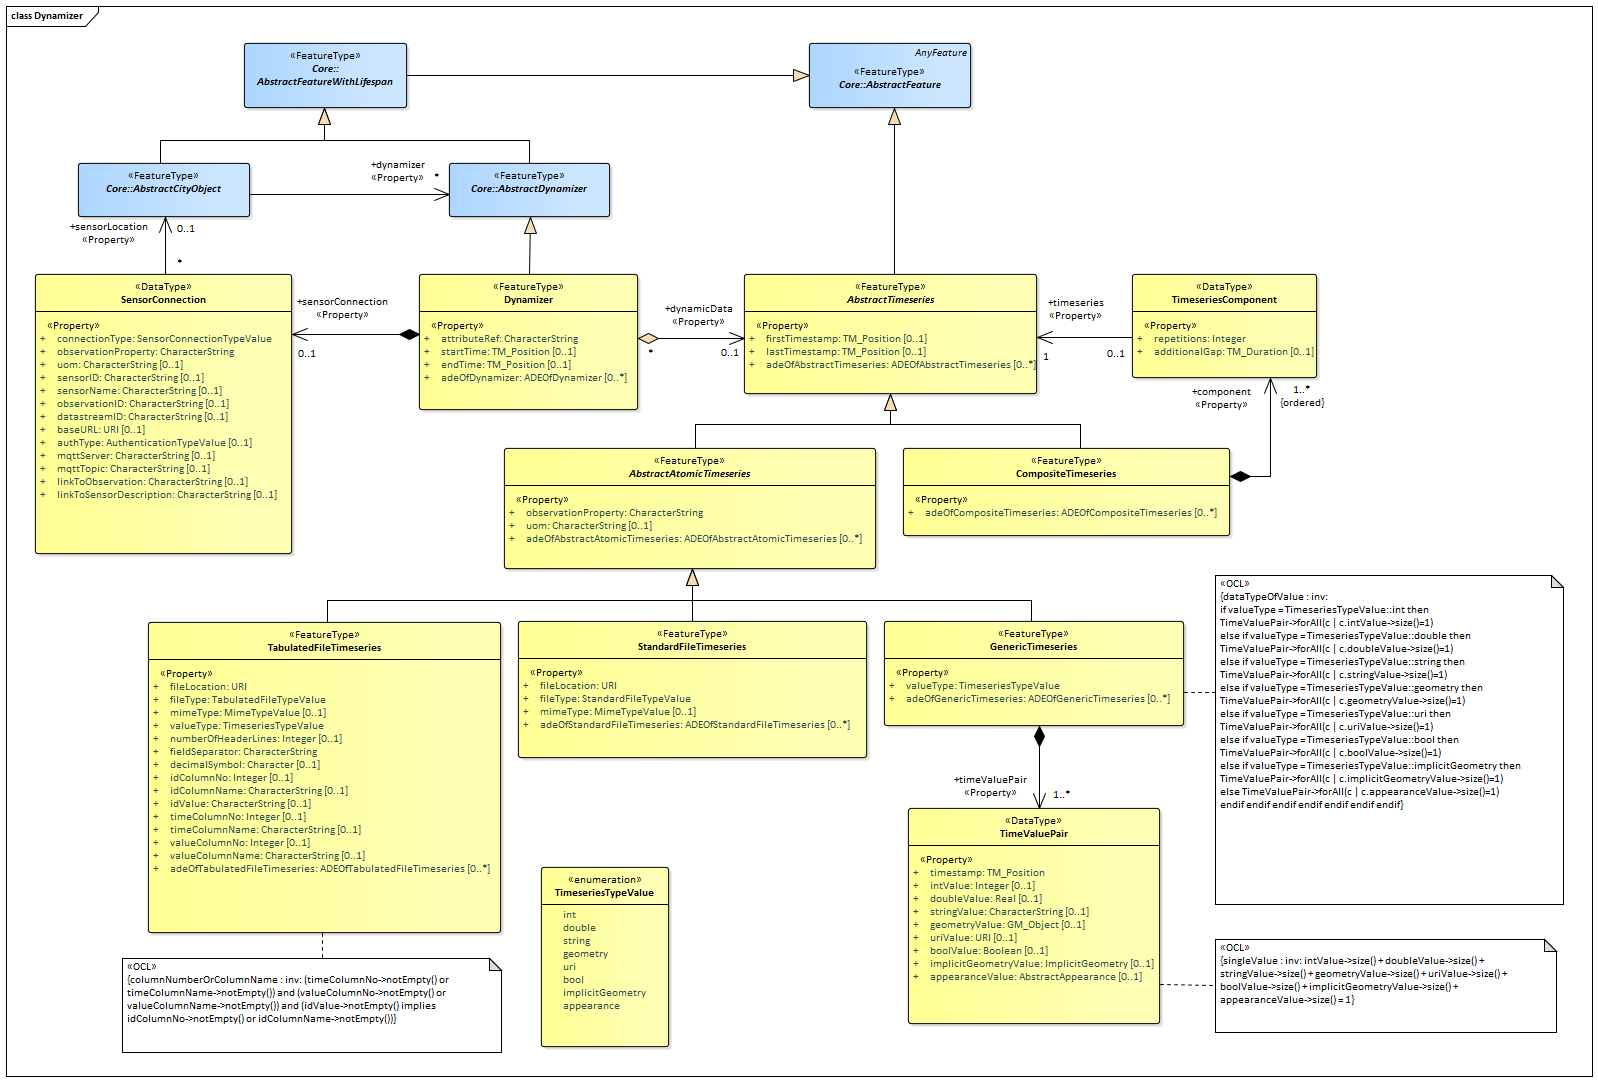 class Dynamizer
«FeatureType»
Core::
AbstractFeatureWithLifespan
AnyFeature
«FeatureType»
Core::AbstractFeature
«FeatureType»
Core::AbstractCityObject
+dynamizer
«Property»
*
«FeatureType»
Core::AbstractDynamizer
+sensorLocation
«Property»
0..1
*
«DataType»
SensorConnection
«Property»
+ connectionType: SensorConnectionTypeValue
+ observationProperty: CharacterString
+ uom: CharacterString [0..1]
+ sensorID: CharacterString [0..1]
+ sensorName: CharacterString [0..1]
+ observationID: CharacterString [0..1]
+ datastreamID: CharacterString [0..1]
+ baseURL: URI [0..1]
+ authType: AuthenticationTypeValue [0..1]
+ mqttServer: CharacterString [0..1]
+ mqttTopic: CharacterString [0..1]
+ linkToObservation: CharacterString [0..1]
+ linkToSensorDescription: CharacterString [0..1]
+sensorConnection
«Property»
0..1
«FeatureType»
Dynamizer
«Property»
+ attributeRef: CharacterString
+ startTime: TM_Position [0..1]
+ endTime: TM_Position [0..1]
+ adeOfDynamizer: ADEOfDynamizer [0..*]
+dynamicData
«Property»
*
0..1
«FeatureType»
AbstractTimeseries
«Property»
+ firstTimestamp: TM_Position [0..1]
+ lastTimestamp: TM_Position [0..1]
+ adeOfAbstractTimeseries: ADEOfAbstractTimeseries [0..*]
+timeseries
«Property»
1
0..1
«DataType»
TimeseriesComponent
«Property»
+ repetitions: Integer
+ additionalGap: TM_Duration [0..1]
+component
«Property»
1..*
{ordered}
«FeatureType»
AbstractAtomicTimeseries
«Property»
+ observationProperty: CharacterString
+ uom: CharacterString [0..1]
+ adeOfAbstractAtomicTimeseries: ADEOfAbstractAtomicTimeseries [0..*]
«FeatureType»
CompositeTimeseries
«Property»
+ adeOfCompositeTimeseries: ADEOfCompositeTimeseries [0..*]
«FeatureType»
TabulatedFileTimeseries
«Property»
+ fileLocation: URI
+ fileType: TabulatedFileTypeValue
+ mimeType: MimeTypeValue [0..1]
+ valueType: TimeseriesTypeValue
+ numberOfHeaderLines: Integer [0..1]
+ fieldSeparator: CharacterString
+ decimalSymbol: Character [0..1]
+ idColumnNo: Integer [0..1]
+ idColumnName: CharacterString [0..1]
+ idValue: CharacterString [0..1]
+ timeColumnNo: Integer [0..1]
+ timeColumnName: CharacterString [0..1]
+ valueColumnNo: Integer [0..1]
+ valueColumnName: CharacterString [0..1]
+ adeOfTabulatedFileTimeseries: ADEOfTabulatedFileTimeseries [0..*]
«FeatureType»
StandardFileTimeseries
«Property»
+ fileLocation: URI
+ fileType: StandardFileTypeValue
+ mimeType: MimeTypeValue [0..1]
+ adeOfStandardFileTimeseries: ADEOfStandardFileTimeseries [0..*]
«FeatureType»
GenericTimeseries
«Property»
+ valueType: TimeseriesTypeValue
+ adeOfGenericTimeseries: ADEOfGenericTimeseries [0..*]
«OCL»
{dataTypeOfValue : inv:
if valueType = TimeseriesTypeValue::int then
TimeValuePair->forAll(c | c.intValue->size()=1)
else if valueType = TimeseriesTypeValue::double then
TimeValuePair->forAll(c | c.doubleValue->size()=1)
else if valueType = TimeseriesTypeValue::string then
TimeValuePair->forAll(c | c.stringValue->size()=1)
else if valueType = TimeseriesTypeValue::geometry then
TimeValuePair->forAll(c | c.geometryValue->size()=1)
else if valueType = TimeseriesTypeValue::uri then
TimeValuePair->forAll(c | c.uriValue->size()=1)
else if valueType = TimeseriesTypeValue::bool then
TimeValuePair->forAll(c | c.boolValue->size()=1)
else if valueType = TimeseriesTypeValue::implicitGeometry then
TimeValuePair->forAll(c | c.implicitGeometryValue->size()=1)
else TimeValuePair->forAll(c | c.appearanceValue->size()=1)
endif endif endif endif endif endif endif}
+timeValuePair
«Property»
1..*
«DataType»
TimeValuePair
«Property»
+ timestamp: TM_Position
+ intValue: Integer [0..1]
+ doubleValue: Real [0..1]
+ stringValue: CharacterString [0..1]
+ geometryValue: GM_Object [0..1]
+ uriValue: URI [0..1]
+ boolValue: Boolean [0..1]
+ implicitGeometryValue: ImplicitGeometry [0..1]
+ appearanceValue: AbstractAppearance [0..1]
«enumeration»
TimeseriesTypeValue
int
double
string
geometry
uri
bool
implicitGeometry
appearance
«OCL»
{columnNumberOrColumnName : inv: (timeColumnNo->notEmpty() or
timeColumnName->notEmpty()) and (valueColumnNo->notEmpty() or
valueColumnName->notEmpty()) and (idValue->notEmpty() implies
idColumnNo->notEmpty() or idColumnName->notEmpty())}
«OCL»
{singleValue : inv: intValue->size() + doubleValue->size() +
stringValue->size() + geometryValue->size() + uriValue->size() +
boolValue->size() + implicitGeometryValue->size() +
appearanceValue->size() = 1}